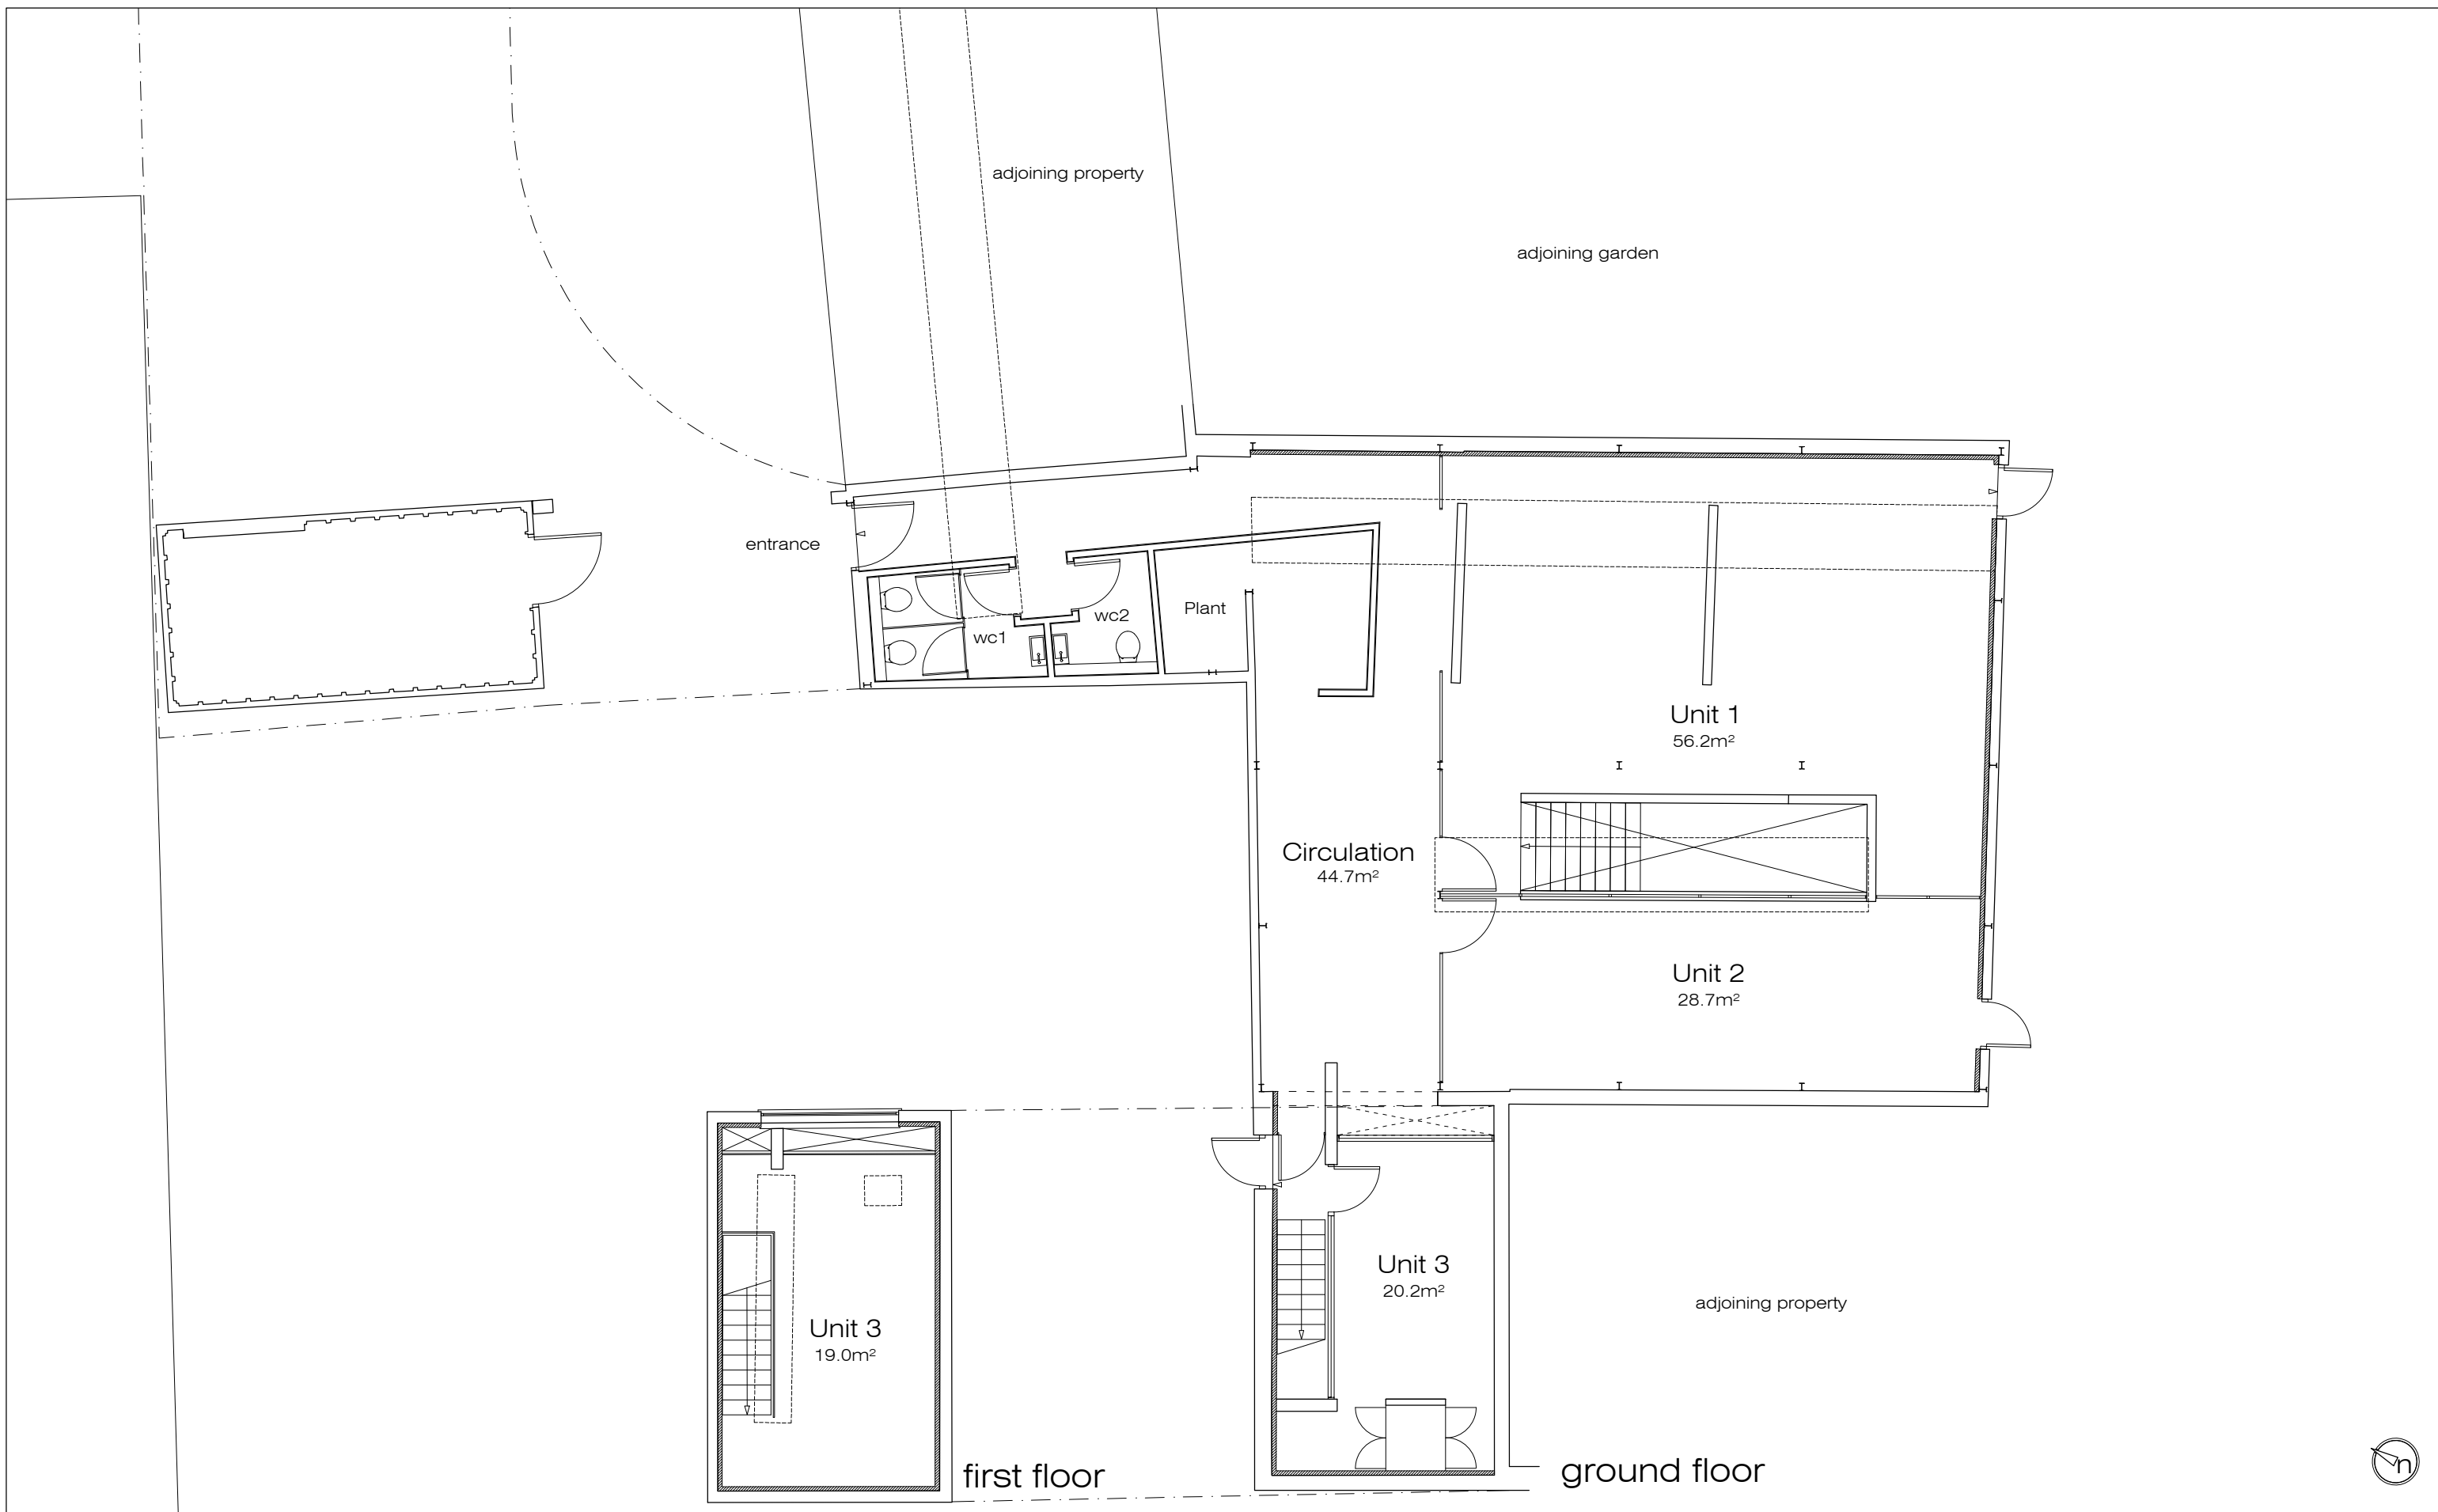 adjoining property
adjoining garden
entrance
wc1
wc2
Plant
Unit 1
56.2m²
Circulation
44.7m²
Unit 2
28.7m²
Unit 3
20.2m²
adjoining property
Unit 3
19.0m²
first floor
ground floor
n